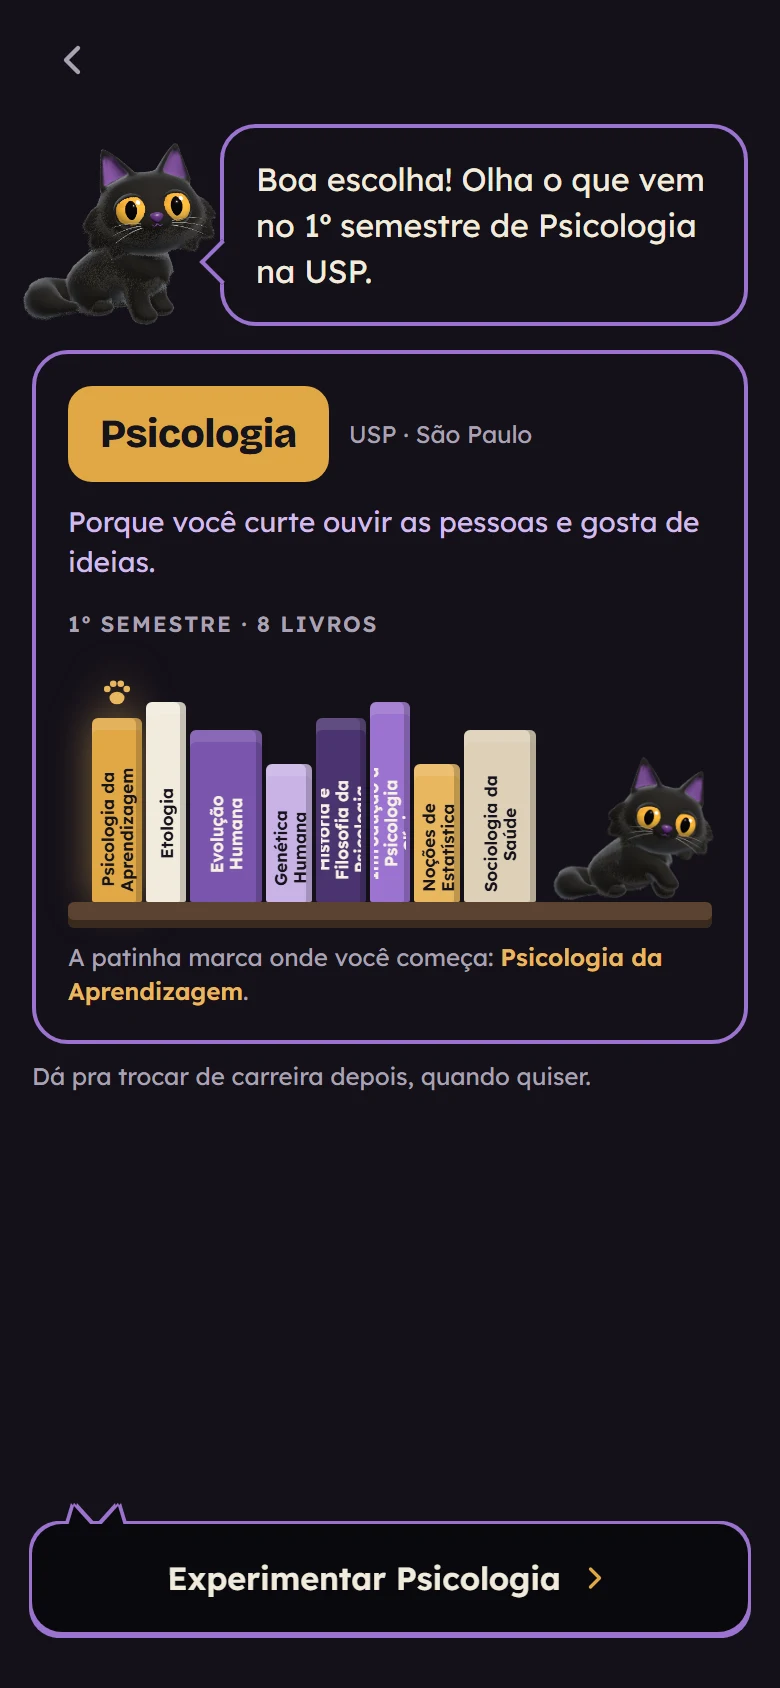 Boa escolha! Olha o que vem
no 1º semestre de Psicologia
na USP.
Psicologia
USP · São Paulo
Porque você curte ouvir as pessoas e gosta de
ideias.
1º SEMESTRE · 8 LIVROS
Psicologia da
Aprendizagem
Etologia
Evolução
Humana
Genética
Humana
História e
Filosofia da
Psicologia
Psicologia
Noções de
Estatística
Sociologia da
Saúde
A patinha marca onde você começa: Psicologia da
Aprendizagem.
Dá pra trocar de carreira depois, quando quiser.
Experimentar Psicologia